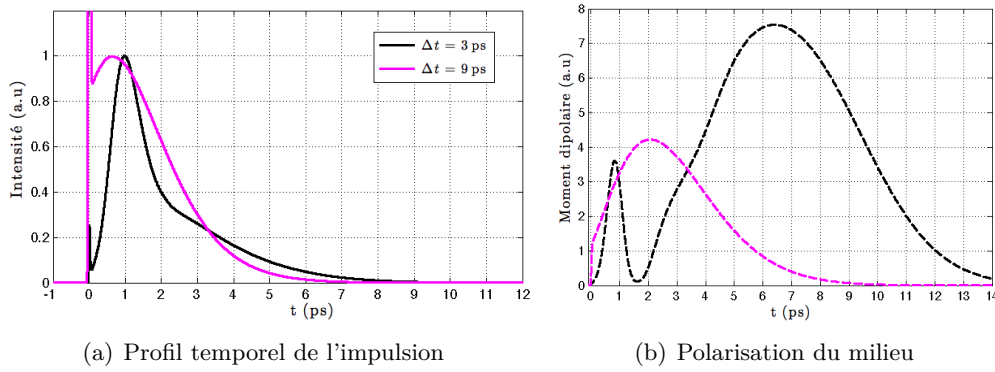 Intensité (a.u)
1
0.8
0.6
0.4
0.2
0
-1 0 1 2 3 4 5 6 7 8 9 10 11 12
t (ps)
Δt = 3 ps
Δt = 9 ps
(a) Profil temporel de l'impulsion
Moment dipolaire (a.u)
8
7
6
5
4
3
2
1
0
0 1 2 3 4 5 6 7 8 9 10 11 12 13 14
t (ps)
(b) Polarisation du milieu